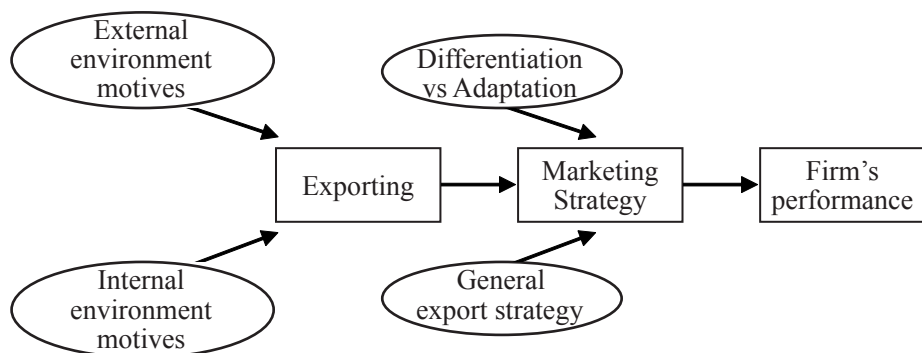 External
environment
motives
Differentiation
vs Adaptation
Exporting
Marketing
Strategy
Firm’s
performance
Internal
environment
motives
General
export strategy